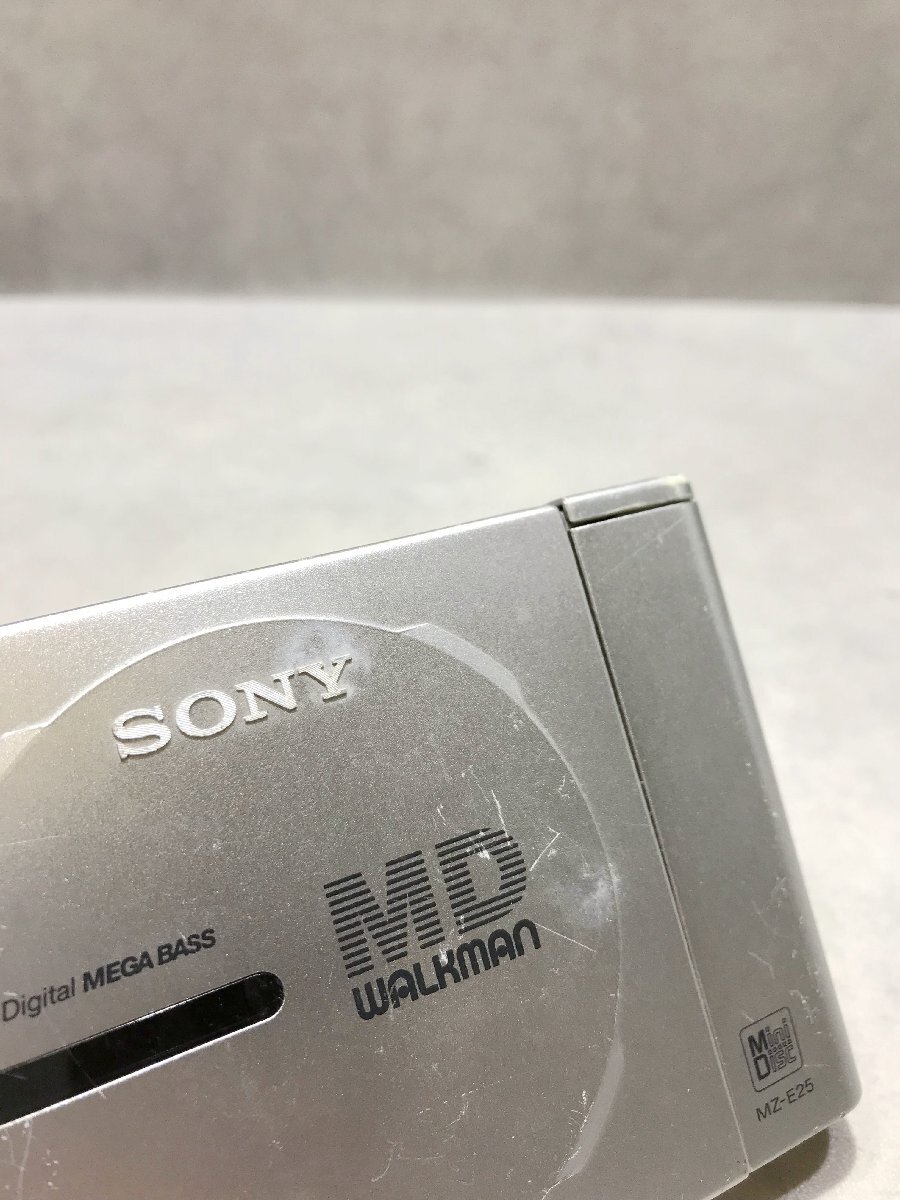 SONY
MD
WALKMAN
Digital MEGA BASS
Mini
Disc
MZ-E25